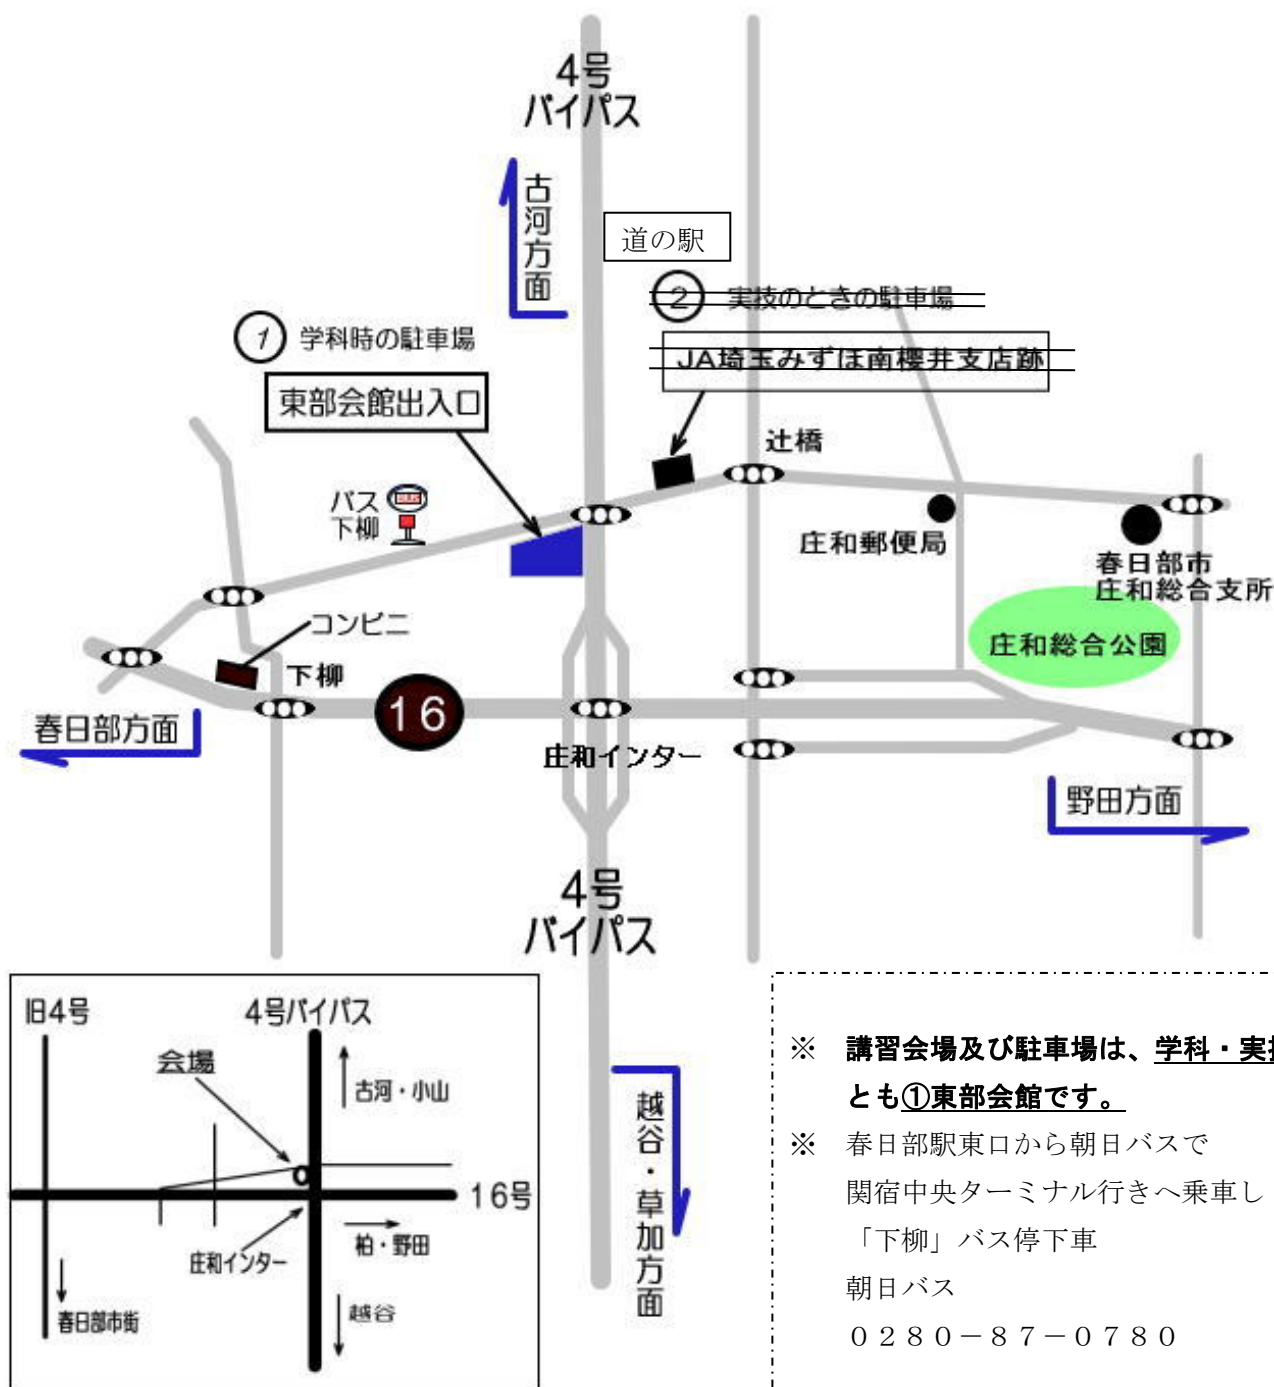 4号
バイパス
古河方面
道の駅
② 実技のときの駐車場
① 学科時の駐車場
JA埼玉みずほ南櫻井支店跡
東部会館出入口
辻橋
バス
下柳
BUS
庄和郵便局
春日部市
庄和総合支所
コンビニ
庄和総合公園
下柳
16
春日部方面
庄和インター
野田方面
4号
バイパス
越谷・草加方面
旧4号
4号バイパス
会場
古河・小山
16号
柏・野田
庄和インター
春日部市街
越谷
※ 講習会場及び駐車場は、学科・実
とも①東部会館です。
※ 春日部駅東口から朝日バスで
関宿中央ターミナル行きへ乗車し
「下柳」バス停下車
朝日バス
０２８０－８７－０７８０